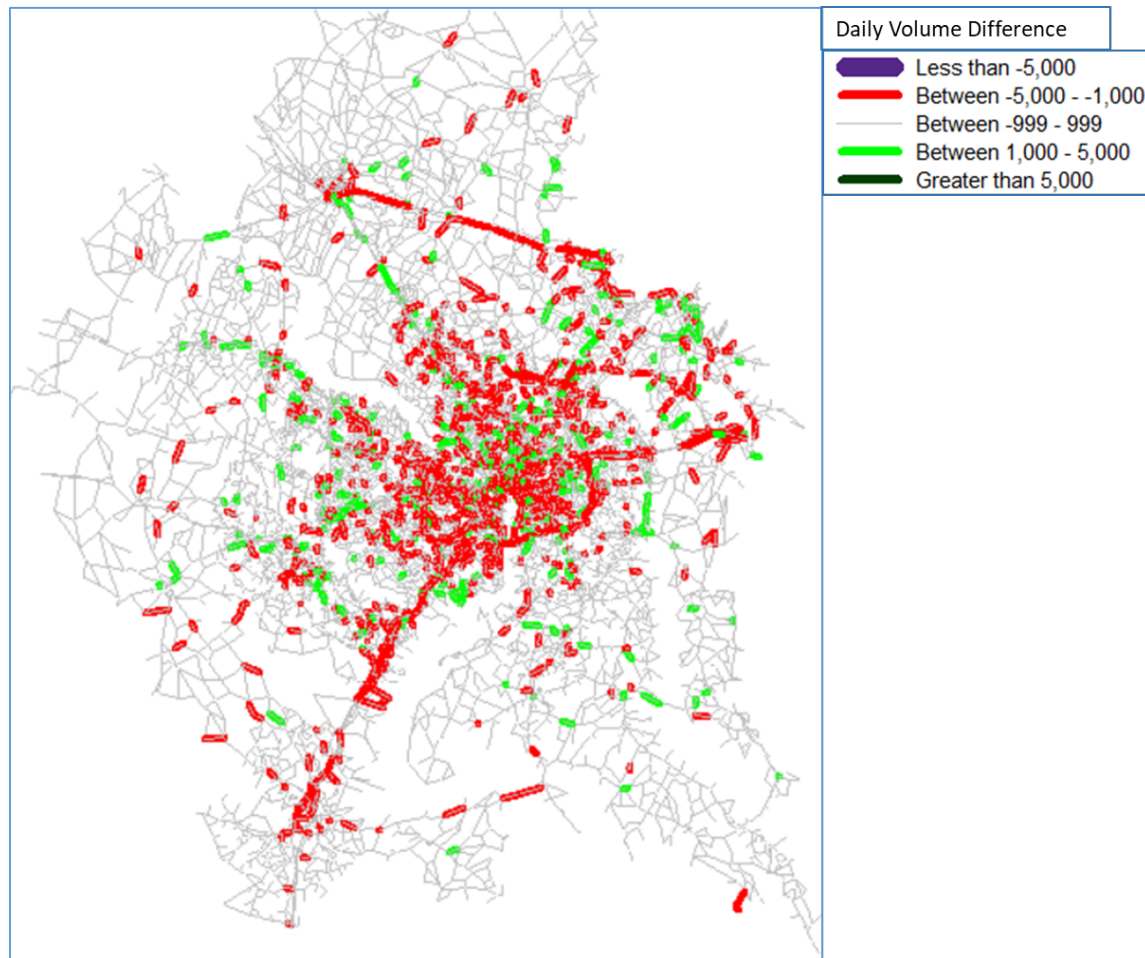 Daily Volume Difference
Less than -5,000
Between -5,000 - -1,000
Between -999 - 999
Between 1,000 - 5,000
Greater than 5,000